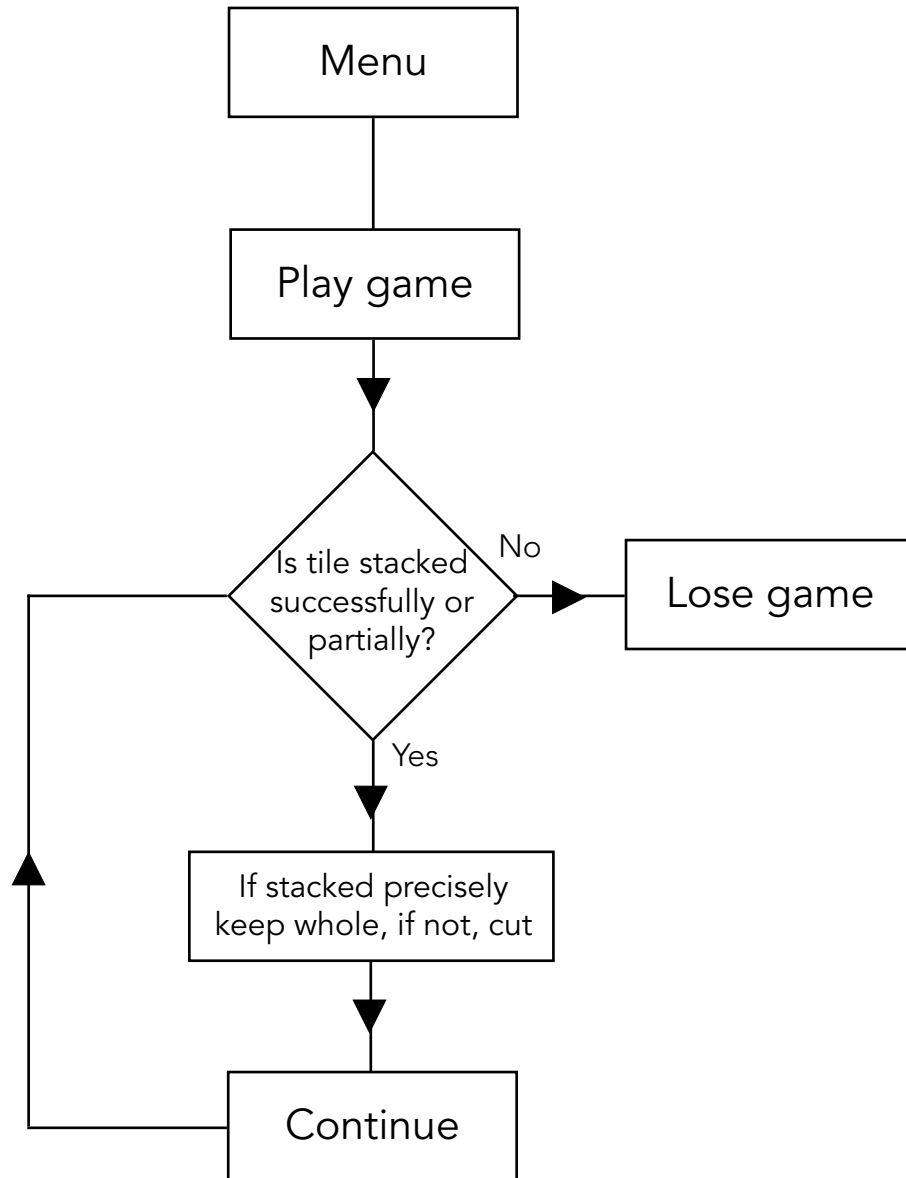 Menu
Play game
Is tile stacked
successfully or
partially?
No
Lose game
Yes
If stacked precisely
keep whole, if not, cut
Continue